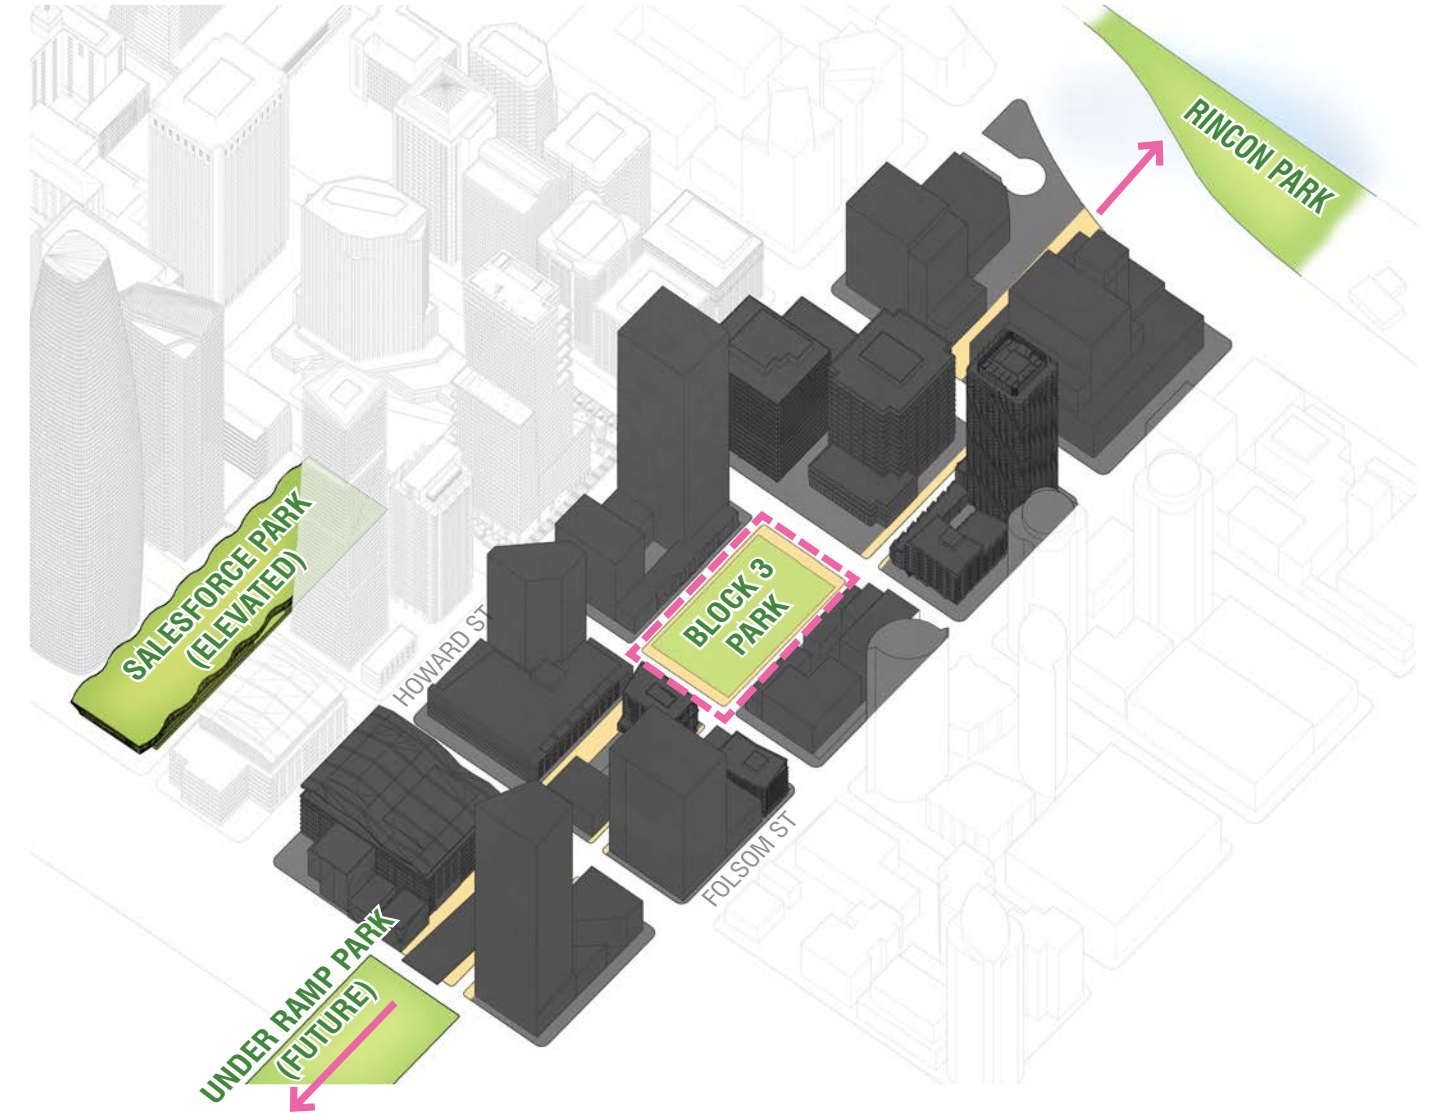 RINCON PARK
SALESFORCE PARK
(ELEVATED)
BLOCK 3
PARK
HOWARD ST
FOLSOM ST
UNDER RAMP PARK
(FUTURE)